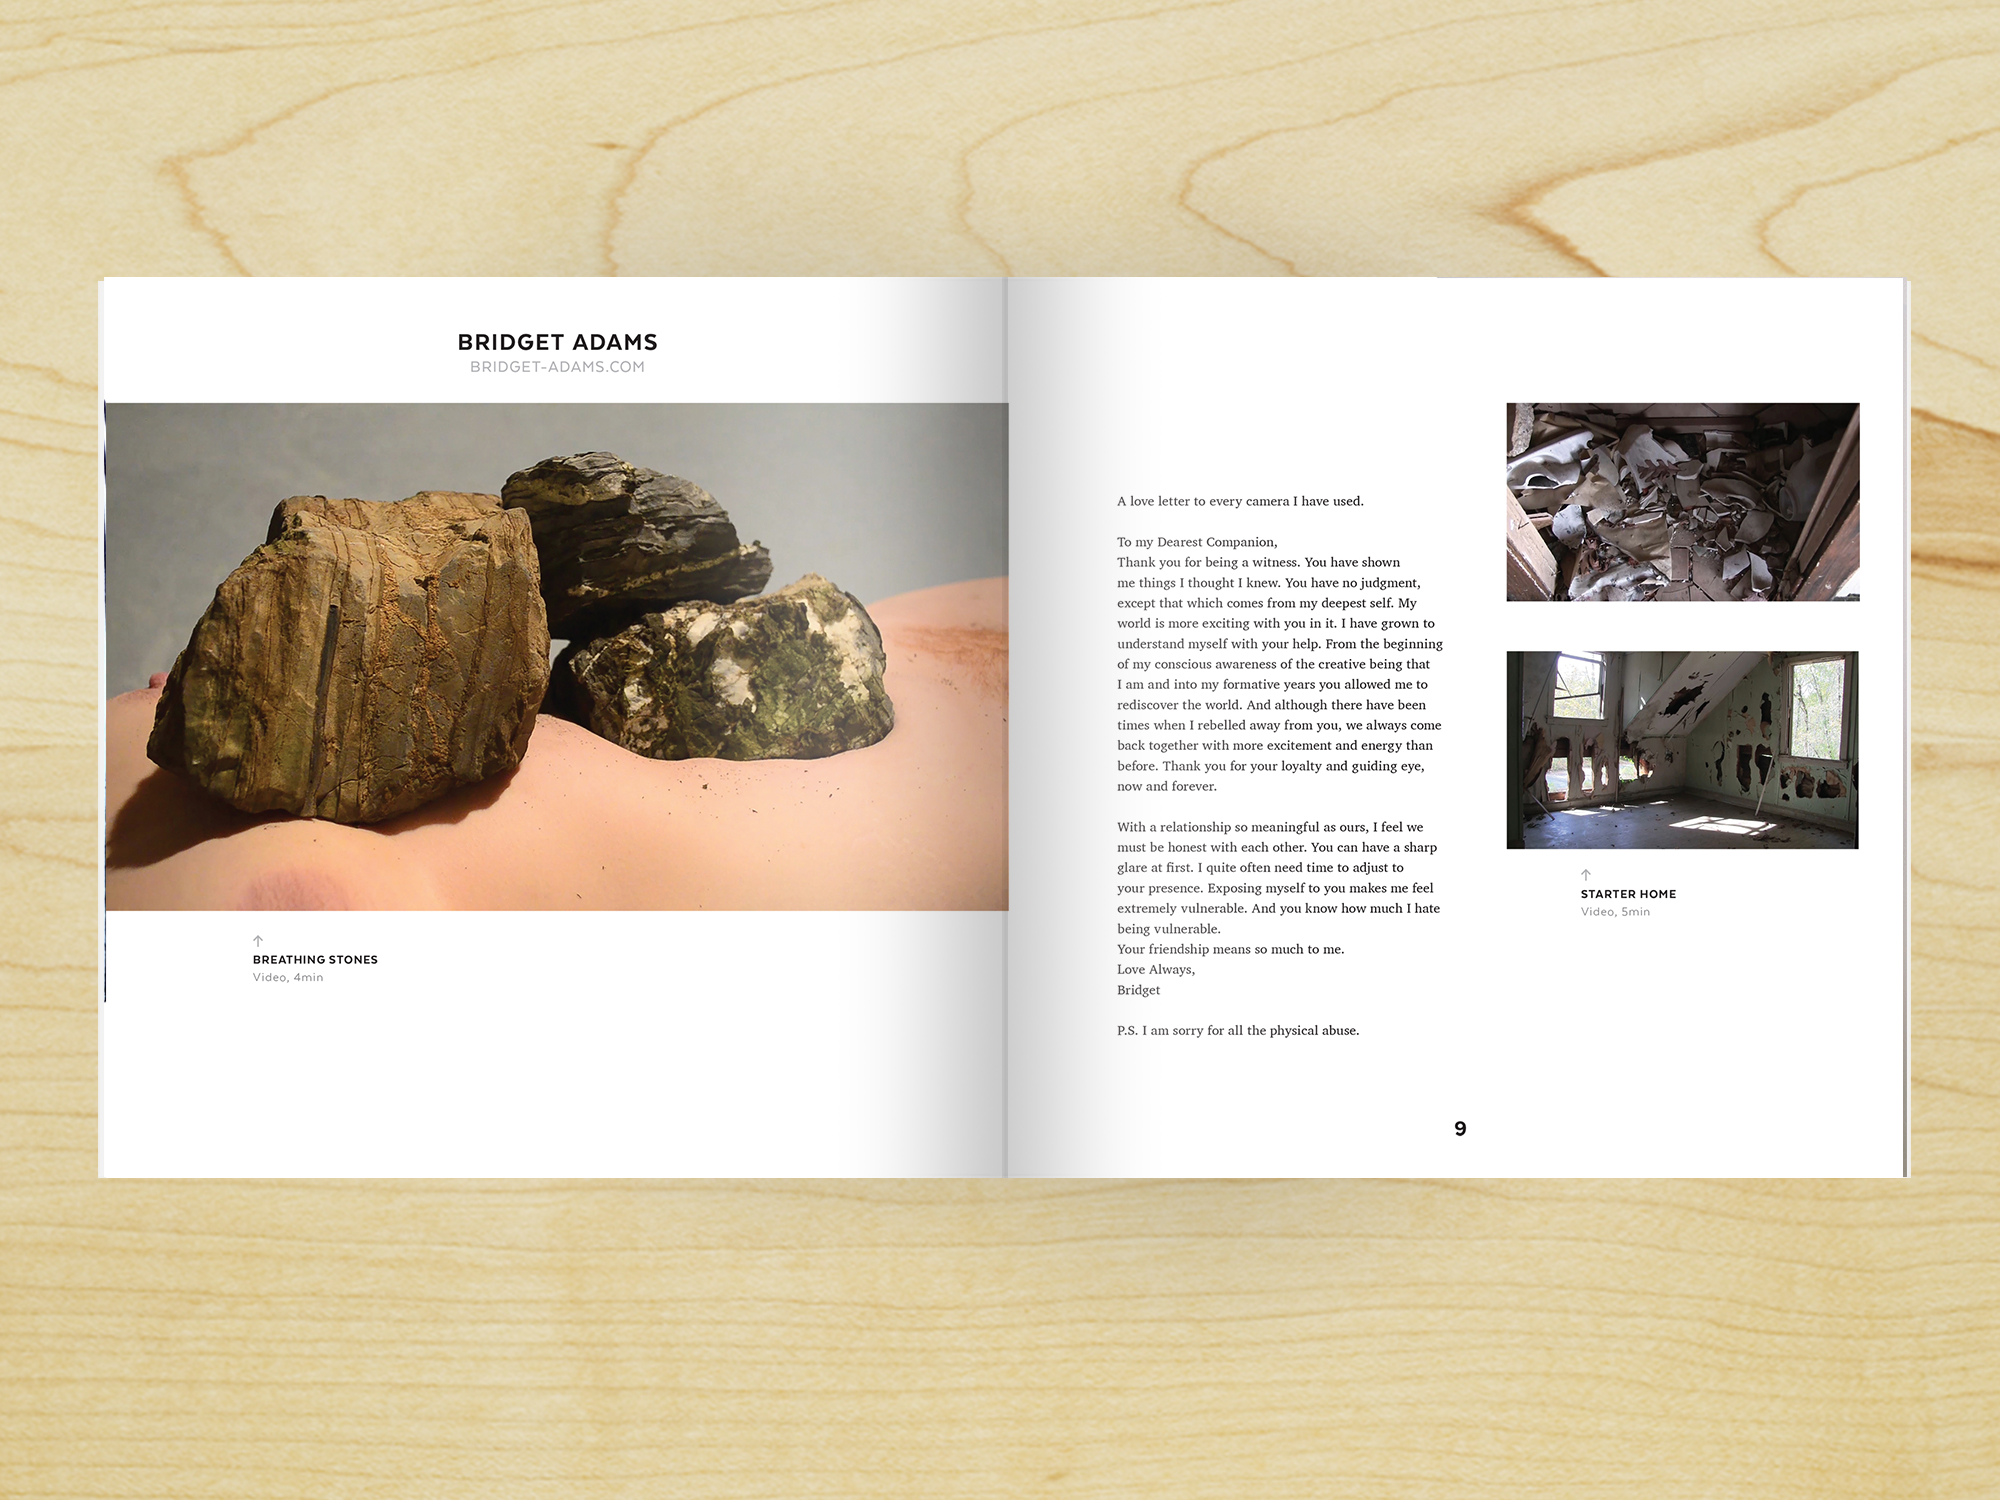 BRIDGET ADAMS
BRIDGET-ADAMS.COM
↑
BREATHING STONES
Video, 4min
A love letter to every camera I have used.
To my Dearest Companion,
Thank you for being a witness. You have shown
me things I thought I knew. You have no judgment,
except that which comes from my deepest self. My
world is more exciting with you in it. I have grown to
understand myself with your help. From the beginning
of my conscious awareness of the creative being that
I am and into my formative years you allowed me to
rediscover the world. And although there have been
times when I rebelled away from you, we always come
back together with more excitement and energy than
before. Thank you for your loyalty and guiding eye,
now and forever.
With a relationship so meaningful as ours, I feel we
must be honest with each other. You can have a sharp
glare at first. I quite often need time to adjust to
your presence. Exposing myself to you makes me feel
extremely vulnerable. And you know how much I hate
being vulnerable.
Your friendship means so much to me.
Love Always,
Bridget
P.S. I am sorry for all the physical abuse.
↑
STARTER HOME
Video, 5min
9